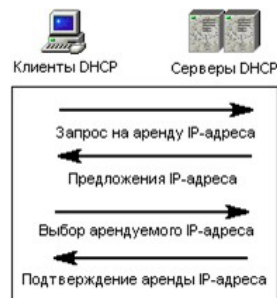 Клиенты DHCP
Серверы DHCP
Запрос на аренду IP-адреса
Предложения IP-адреса
Выбор арендуемого IP-адреса
Подтверждение аренды IP-адреса